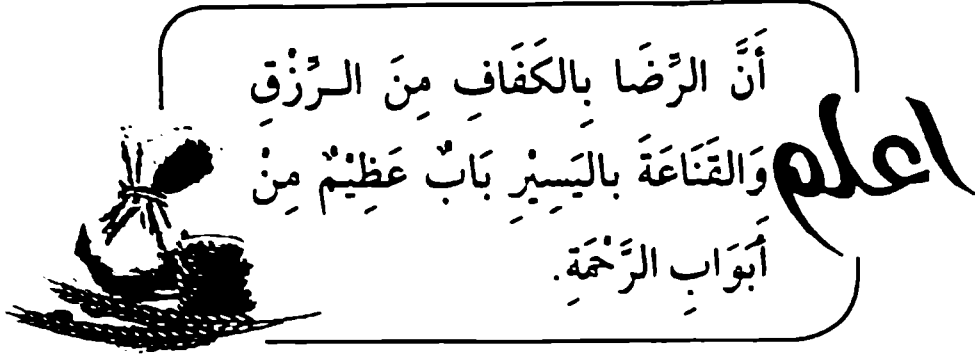 اعلم
أَنَّ الرِّضَا بِالكَفَافِ مِنَ الـرِّزْقِ
وَالقَنَاعَةَ بِاليَسِيْرِ بَابٌ عَظِيْمٌ مِنْ
أَبْوَابِ الرَّحْمَةِ.